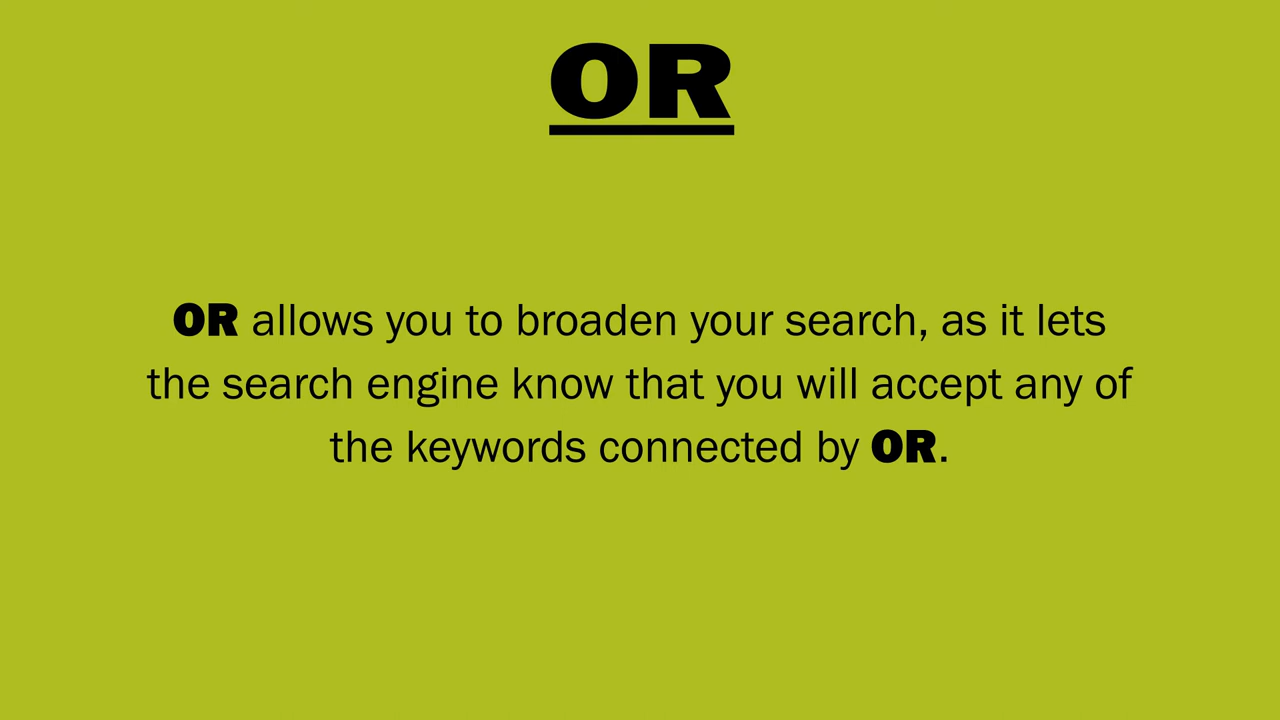 OR
OR allows you to broaden your search, as it lets
the search engine know that you will accept any of
the keywords connected by OR.